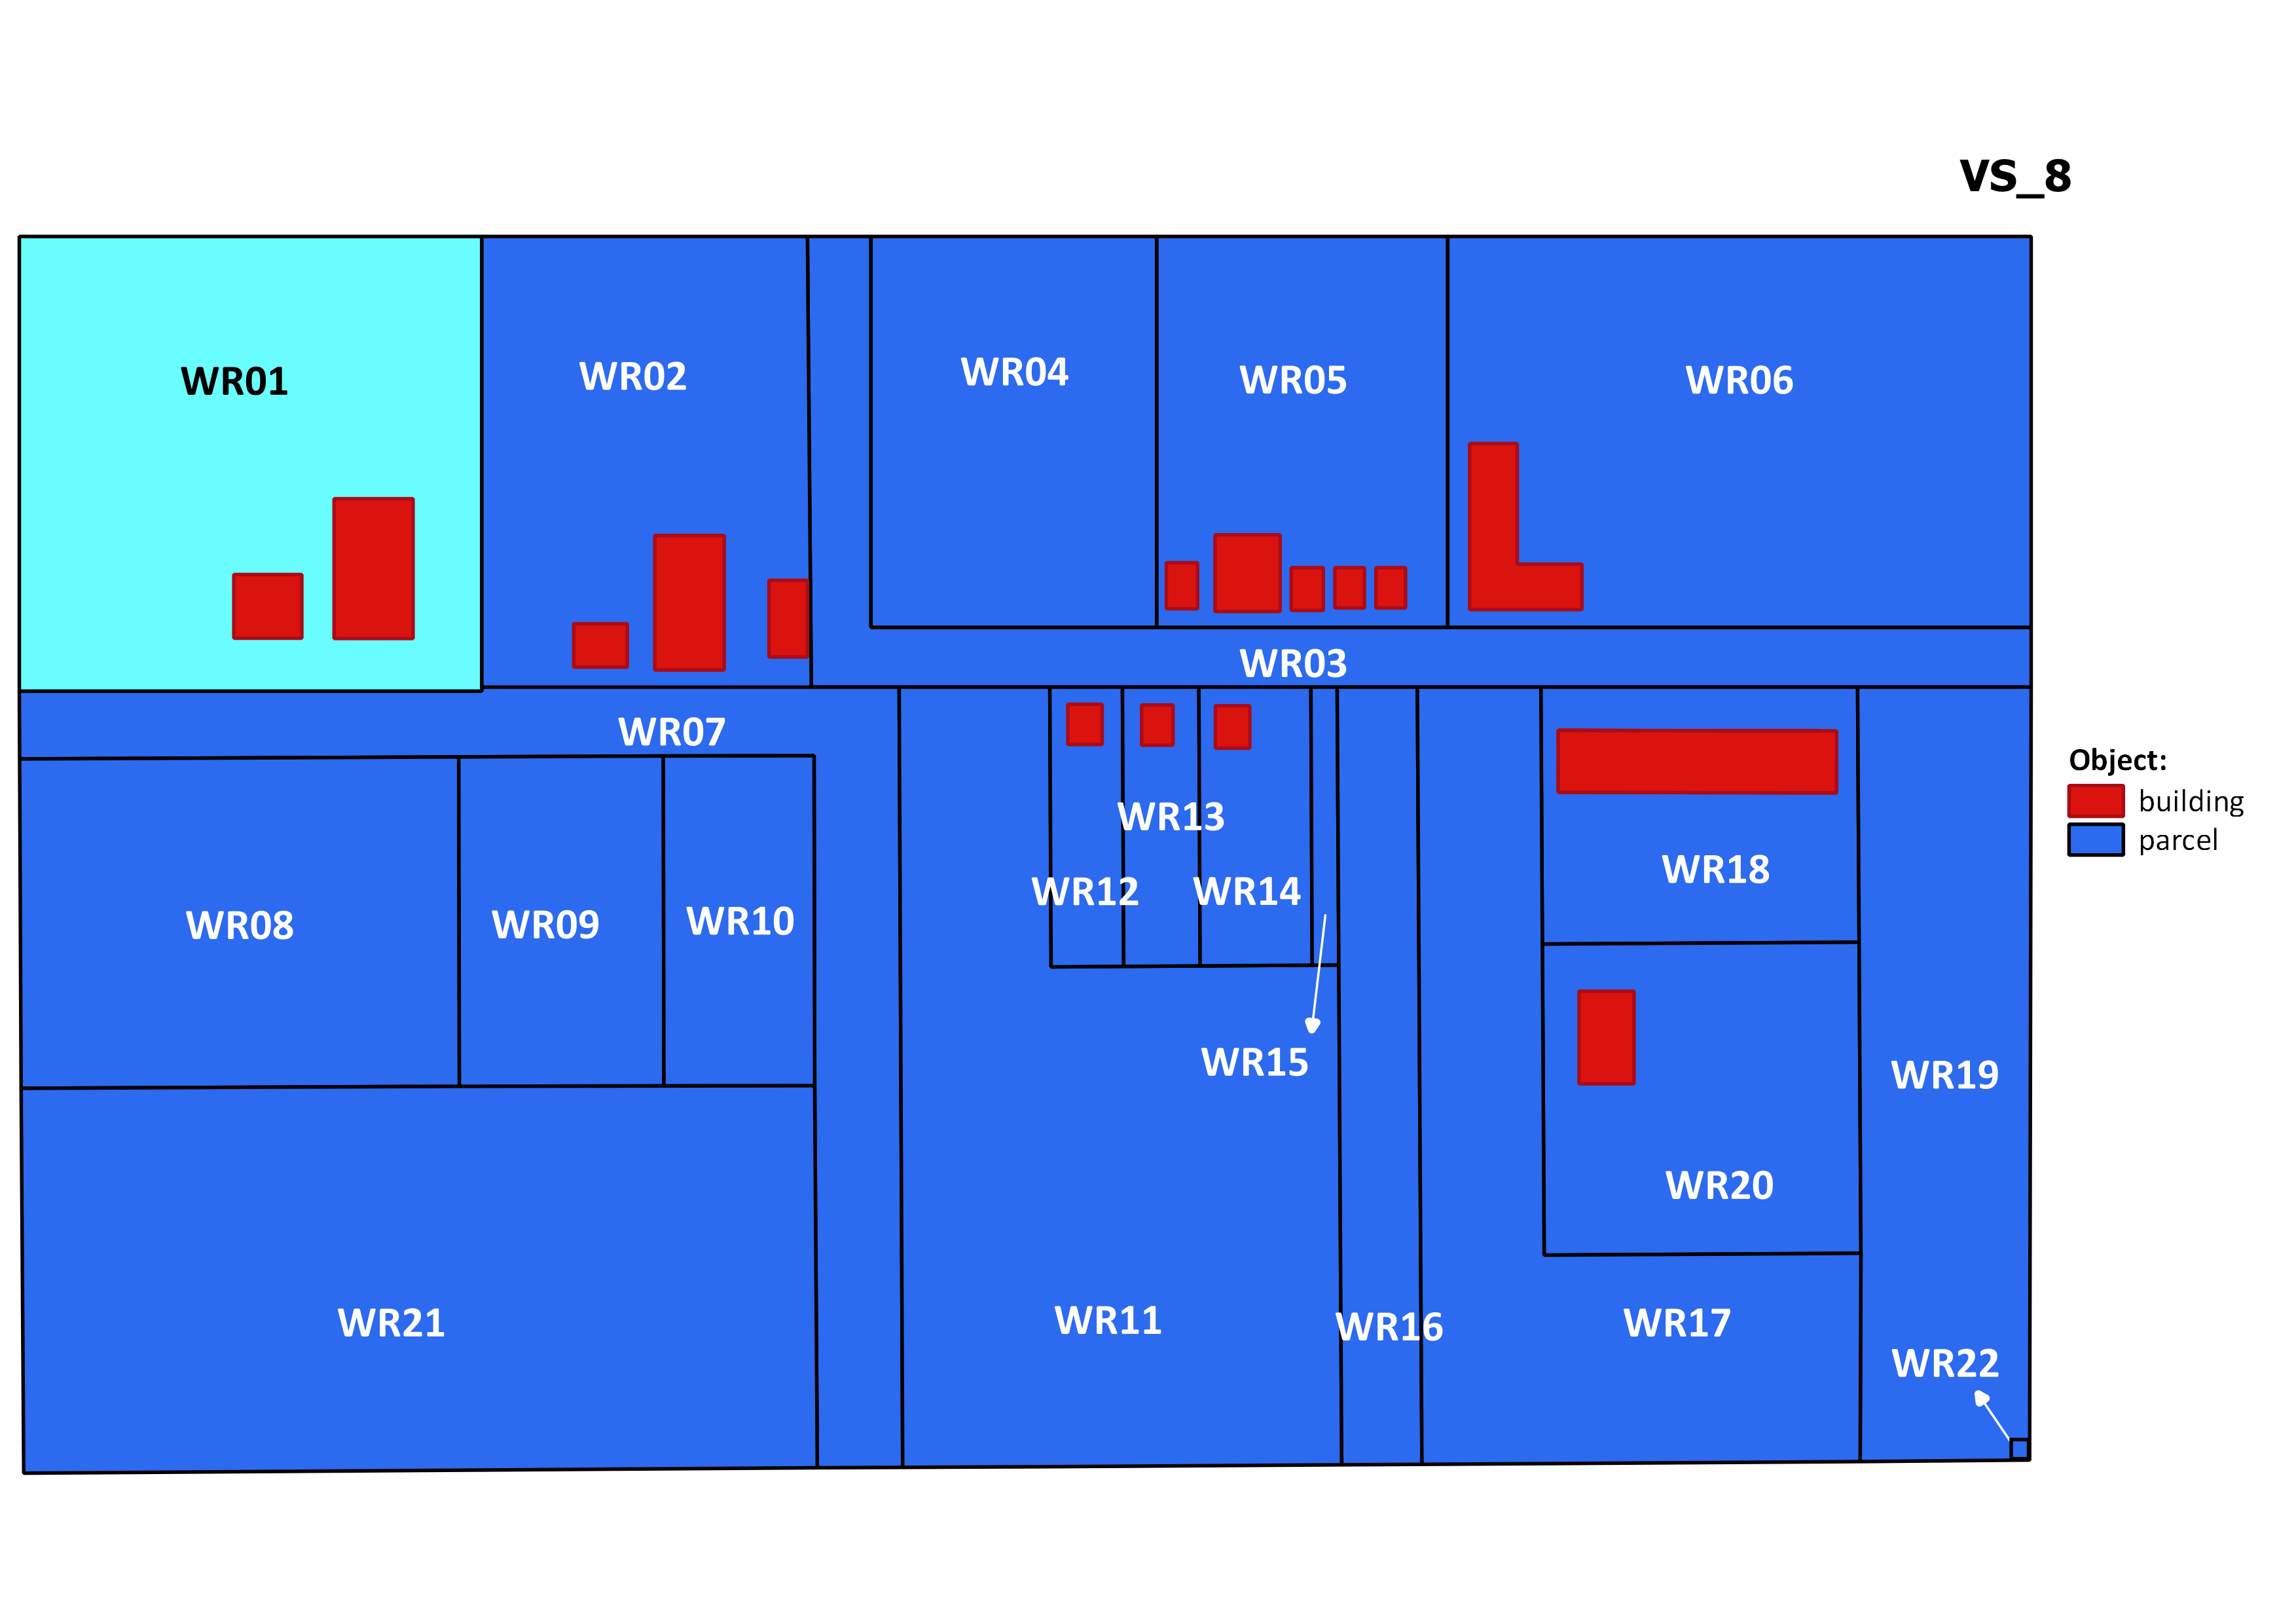 VS_8
WR01
WR02
WR04
WR05
WR06
WR03
WR07
WR13
WR18
WR12
WR14
WR08
WR09
WR10
WR15
WR19
WR20
WR21
WR11
WR16
WR17
WR22
Object:
building
parcel